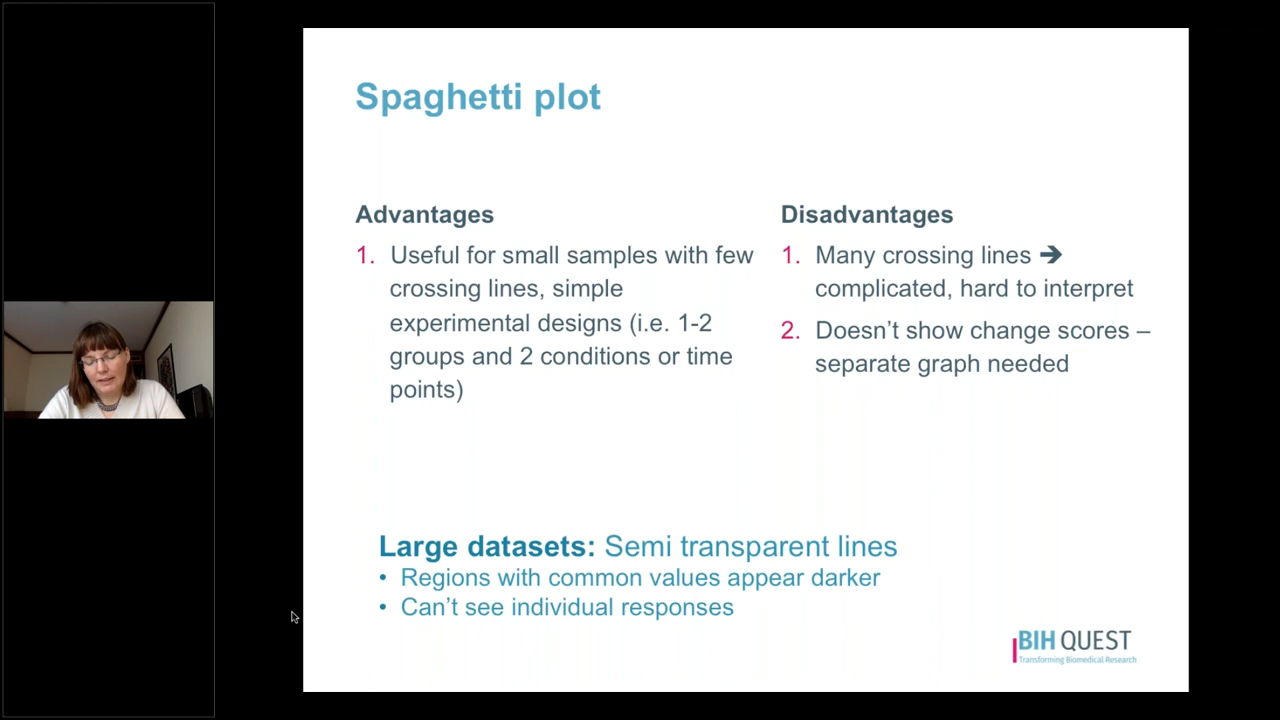 Spaghetti plot
Advantages
1. Useful for small samples with few
crossing lines, simple
experimental designs (i.e. 1-2
groups and 2 conditions or time
points)
Disadvantages
1. Many crossing lines ➔
complicated, hard to interpret
2. Doesn’t show change scores –
separate graph needed
Large datasets: Semi transparent lines
• Regions with common values appear darker
• Can’t see individual responses
BIH QUEST
Transforming Biomedical Research